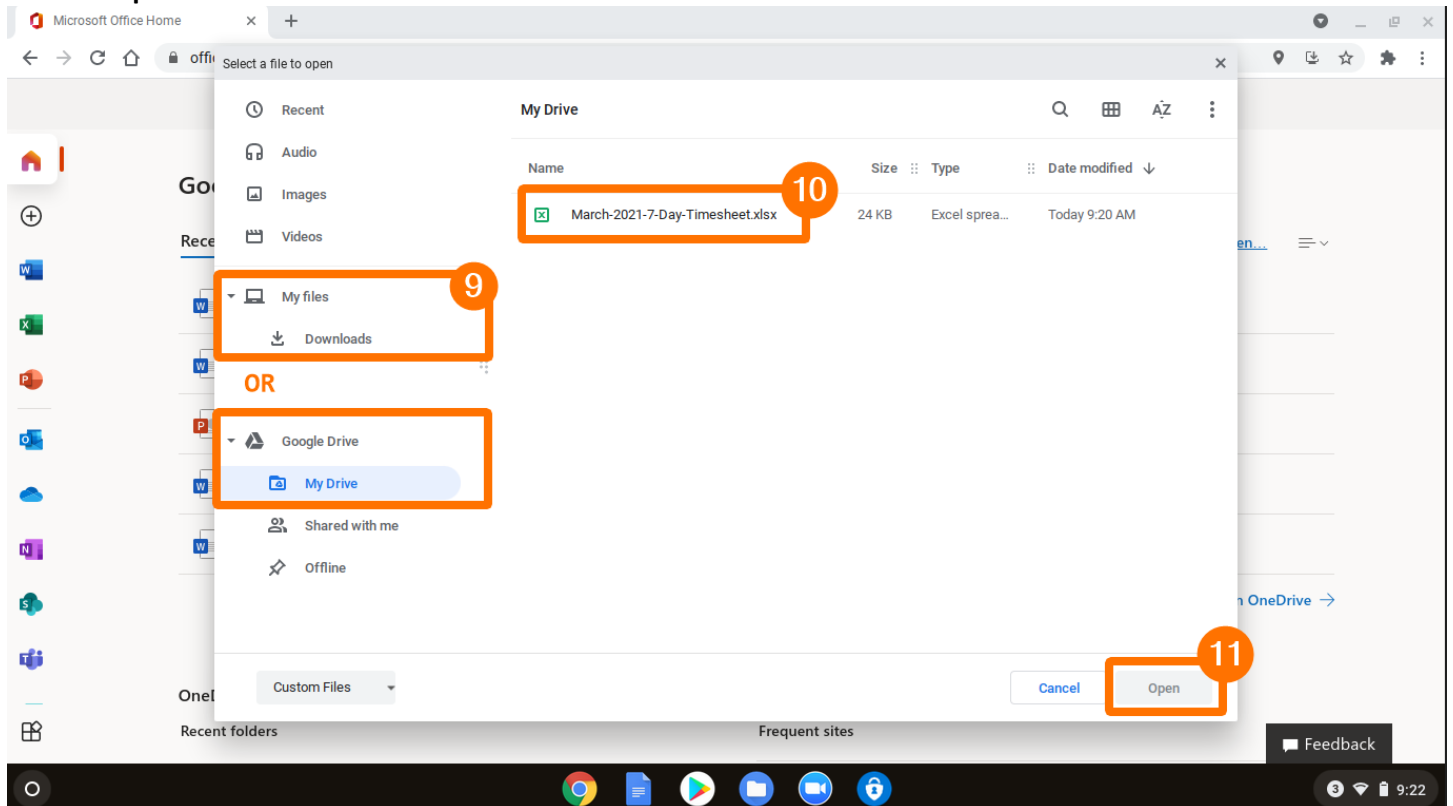 Microsoft Office Home
offi
Select a file to open
Recent
My Drive
Audio
Name Size Type Date modified
Images
10
March-2021-7-Day-Timesheet.xlsx 24 KB Excel sprea... Today 9:20 AM
Videos
Goo
Rece
en...
9
My files
Downloads
OR
Google Drive
My Drive
Shared with me
Offline
n OneDrive
11
Custom Files
Cancel
Open
OneD
Recent folders
Frequent sites
Feedback
3
9:22